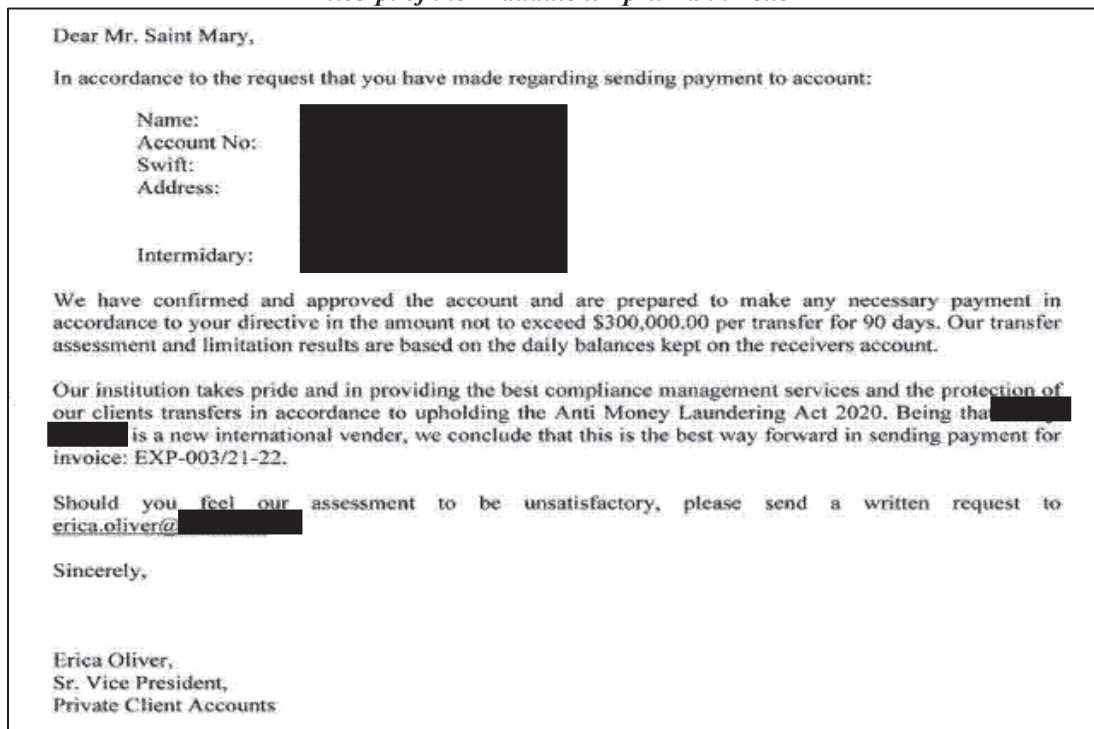 Dear Mr. Saint Mary,
In accordance to the request that you have made regarding sending payment to account:
Name:
Account No:
Swift:
Address:
Intermidary:
We have confirmed and approved the account and are prepared to make any necessary payment in
accordance to your directive in the amount not to exceed $300,000.00 per transfer for 90 days. Our transfer
assessment and limitation results are based on the daily balances kept on the receivers account.
Our institution takes pride and in providing the best compliance management services and the protection of
our clients transfers in accordance to upholding the Anti Money Laundering Act 2020. Being that
is a new international vender, we conclude that this is the best way forward in sending payment for
invoice: EXP-003/21-22.
Should you feel our assessment to be unsatisfactory, please send a written request to
erica.oliver@
Sincerely,
Erica Oliver,
Sr. Vice President,
Private Client Accounts